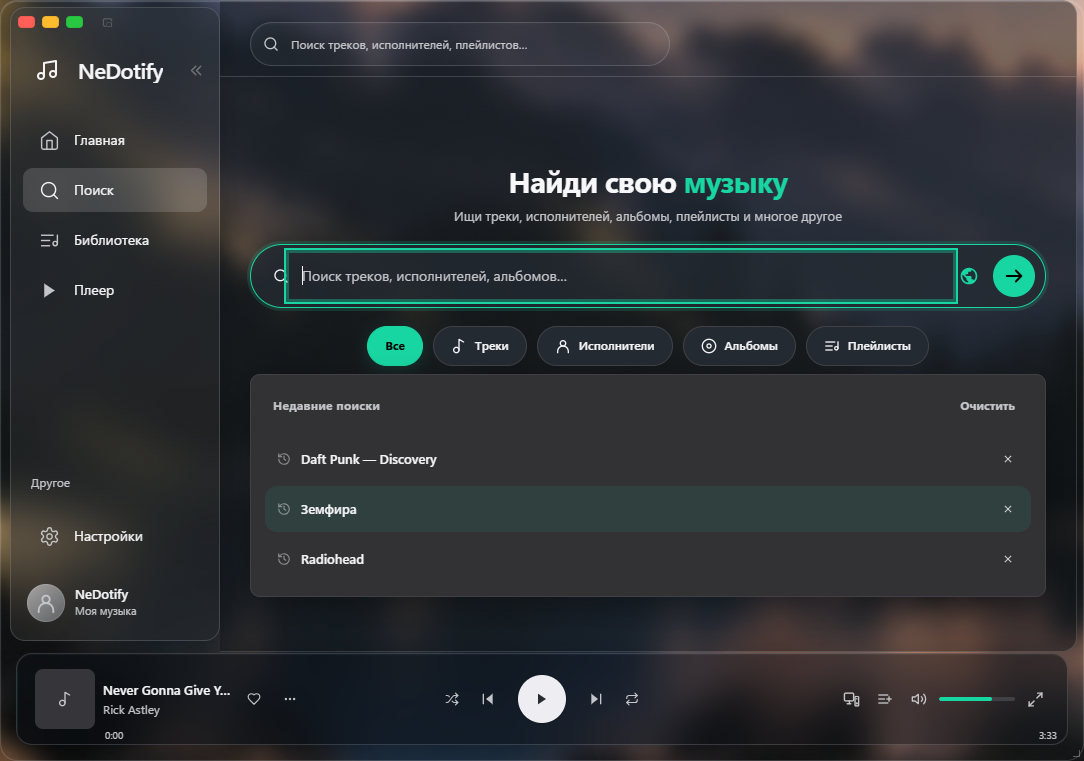 NeDotify
Главная
Поиск
Библиотека
Плеер
Другое
Настройки
NeDotify
Моя музыка
Поиск треков, исполнителей, плейлистов...
Найди свою музыку
Ищи треки, исполнителей, альбомы, плейлисты и многое другое
Поиск треков, исполнителей, альбомов...
Все
Треки
Исполнители
Альбомы
Плейлисты
Недавние поиски
Очистить
Daft Punk — Discovery
Земфира
Radiohead
Never Gonna Give Y...
Rick Astley
0:00
3:33